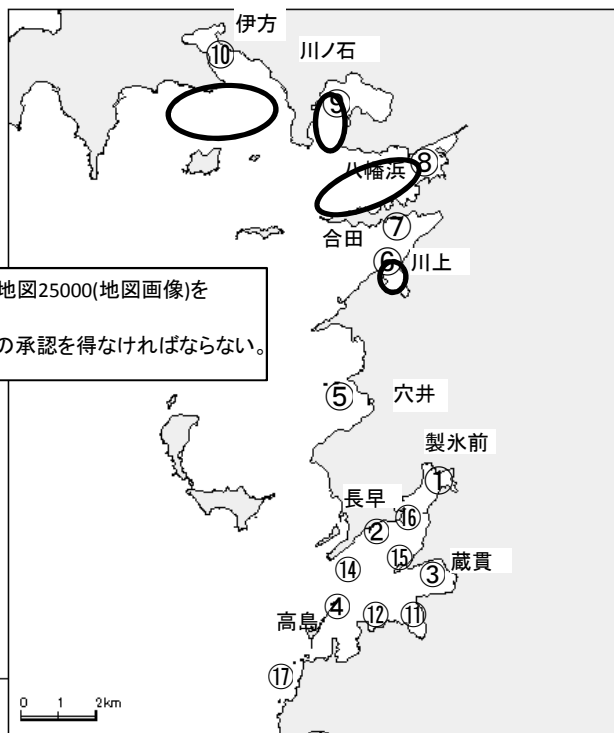 伊方
⑩
川ノ石
⑨
八幡浜
⑧
合田
⑦
⑥
川上
地図25000(地図画像)を
の承認を得なければならない。
⑤
穴井
製氷前
①
長早
⑯
②
⑮
蔵貫
⑭
③
④
高島
⑫
⑪
⑰
0 1 2km